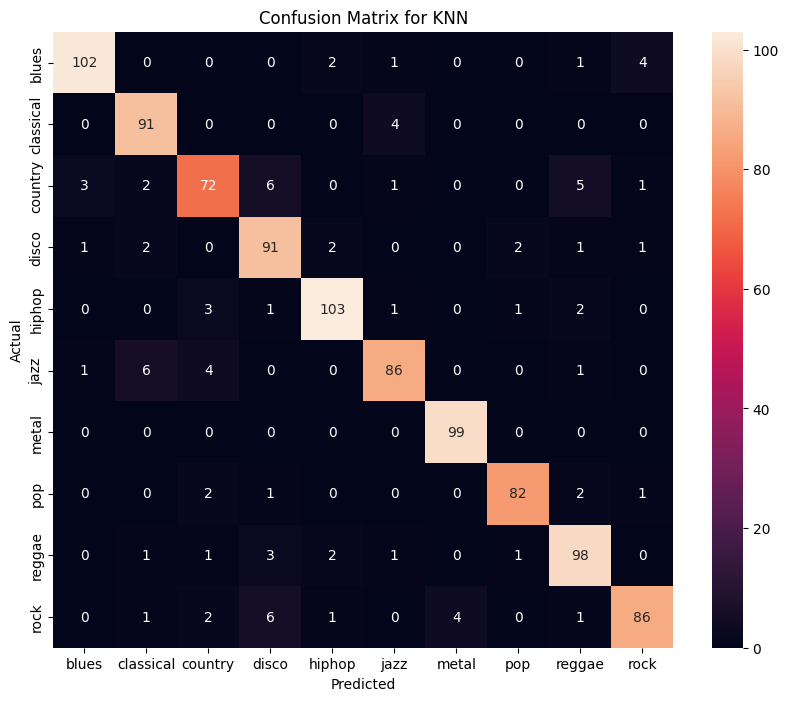 Confusion Matrix for KNN
blues 102 0 0 0 2 1 0 0 1 4
classical 0 91 0 0 0 4 0 0 0 0
country 3 2 72 6 0 1 0 0 5 1
disco 1 2 0 91 2 0 0 2 1 1
hiphop 0 0 3 1 103 1 0 1 2 0
jazz 1 6 4 0 0 86 0 0 1 0
metal 0 0 0 0 0 0 99 0 0 0
pop 0 0 2 1 0 0 0 82 2 1
reggae 0 1 1 3 2 1 0 1 98 0
rock 0 1 2 6 1 0 4 0 1 86
blues classical country disco hiphop jazz metal pop reggae rock
Predicted
Actual
100
80
60
40
20
0